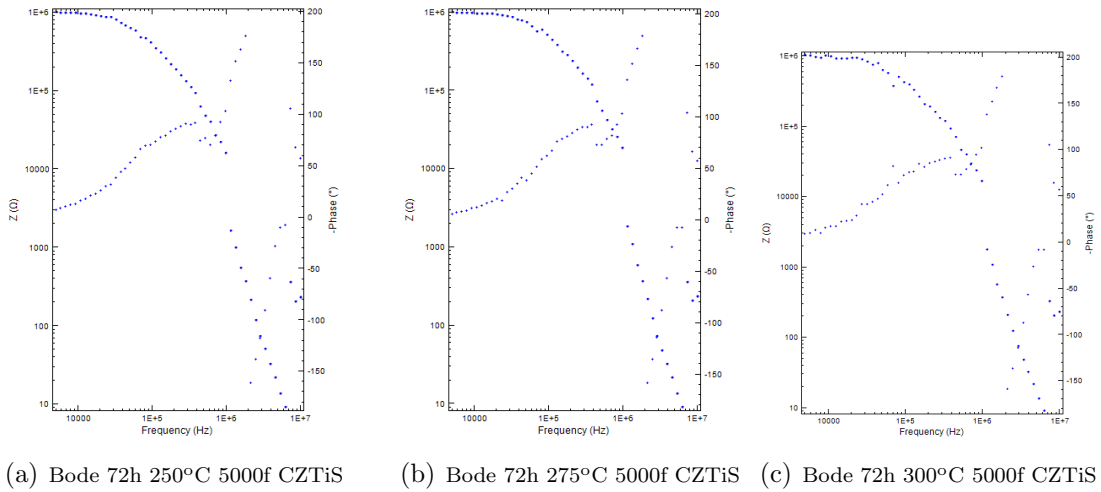 1E+6
1E+5
10000
1000
100
10
Z (Ω)
200
150
100
50
0
-50
-100
-150
-Phase (°)
10000 1E+5 1E+6 1E+7
Frequency (Hz)
(a) Bode 72h 250ºC 5000f CZTiS
1E+6
1E+5
10000
1000
100
10
Z (Ω)
200
150
100
50
0
-50
-100
-150
-Phase (°)
10000 1E+5 1E+6 1E+7
Frequency (Hz)
(b) Bode 72h 275ºC 5000f CZTiS
1E+6
1E+5
10000
1000
100
10
Z (Ω)
200
150
100
50
0
-50
-100
-150
-Phase (°)
10000 1E+5 1E+6 1E+7
Frequency (Hz)
(c) Bode 72h 300ºC 5000f CZTiS